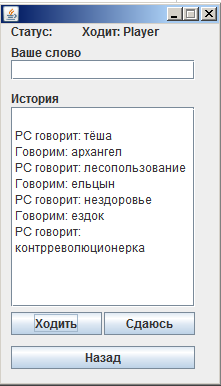 Статус: Ходит: Player
Ваше слово
История
PC говорит: тёша
Говорим: архангел
PC говорит: лесопользование
Говорим: ельцын
PC говорит: нездоровье
Говорим: ездок
PC говорит:
контрреволюционерка
Ходить Сдаюсь
Назад